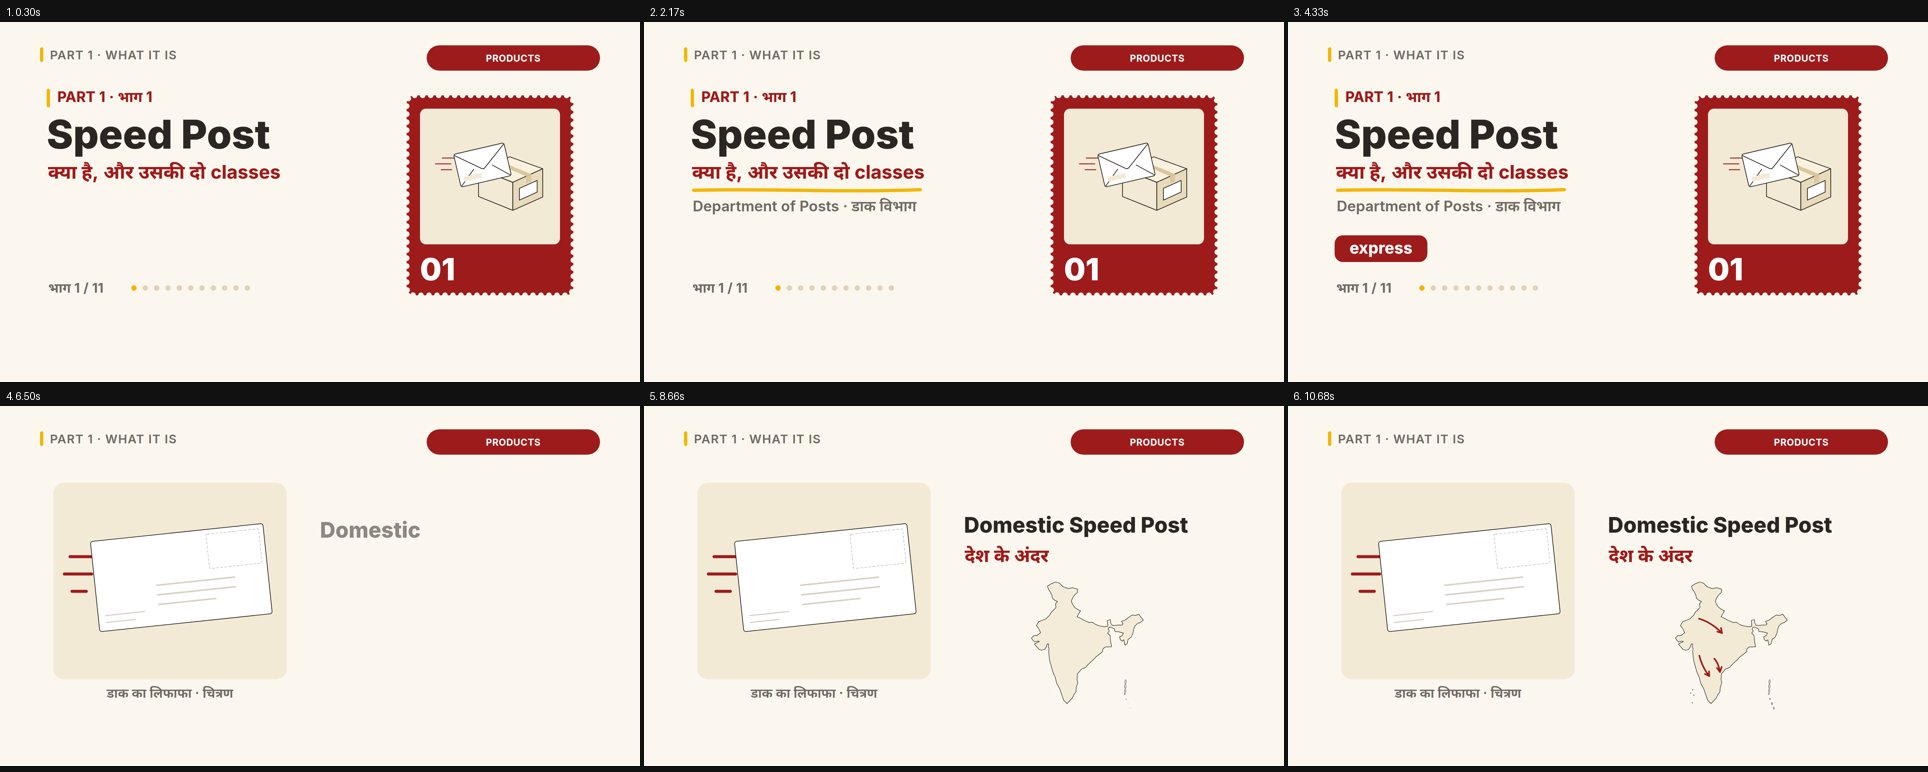 1. 0.30s
PART 1 · WHAT IT IS
PRODUCTS
PART 1 · भाग 1
Speed Post
क्या है, और उसकी दो classes
01
भाग 1 / 11
2. 2.17s
PART 1 · WHAT IT IS
PRODUCTS
PART 1 · भाग 1
Speed Post
क्या है, और उसकी दो classes
Department of Posts · डाक विभाग
01
भाग 1 / 11
3. 4.33s
PART 1 · WHAT IT IS
PRODUCTS
PART 1 · भाग 1
Speed Post
क्या है, और उसकी दो classes
Department of Posts · डाक विभाग
express
01
भाग 1 / 11
4. 6.50s
PART 1 · WHAT IT IS
PRODUCTS
Domestic
डाक का लिफाफा · चित्रण
5. 8.66s
PART 1 · WHAT IT IS
PRODUCTS
Domestic Speed Post
देश के अंदर
डाक का लिफाफा · चित्रण
6. 10.68s
PART 1 · WHAT IT IS
PRODUCTS
Domestic Speed Post
देश के अंदर
डाक का लिफाफा · चित्रण